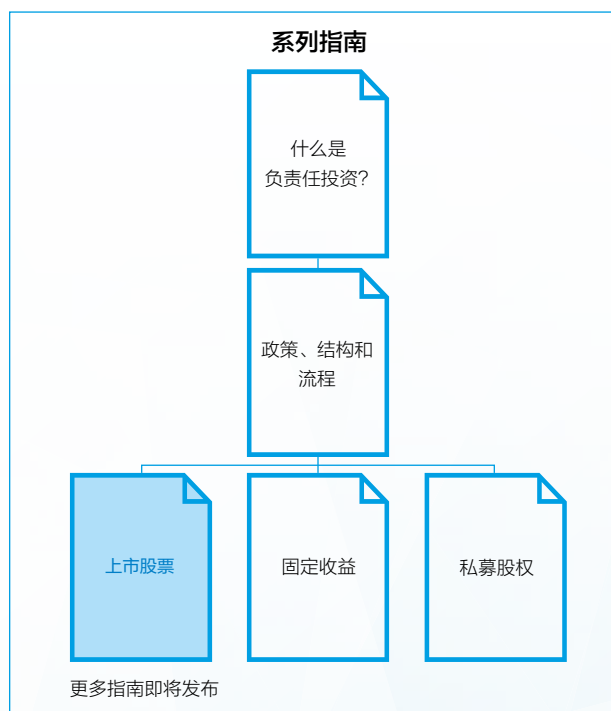 系列指南
什么是
负责任投资?
政策、结构和
流程
上市股票
固定收益
私募股权
更多指南即将发布